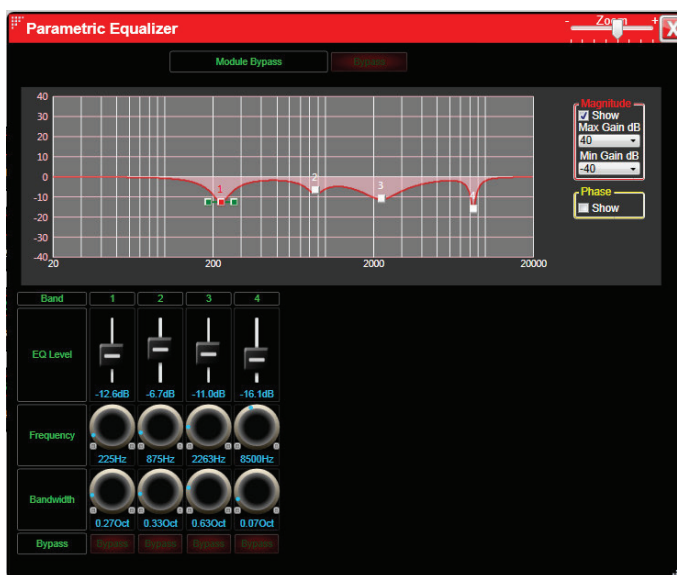 Parametric Equalizer
- Zoom +
X
Module Bypass Bypass
40
30
20
10
0
-10
-20
-30
-40
20 200 2000 20000
1 2 3 4
Magnitude
Show
Max Gain dB
40
Min Gain dB
-40
Phase
Show
Band 1 2 3 4
EQ Level
-12.6dB -6.7dB -11.0dB -16.1dB
Frequency
225Hz 875Hz 2263Hz 8500Hz
Bandwidth
0.27Oct 0.33Oct 0.63Oct 0.07Oct
Bypass Bypass Bypass Bypass Bypass